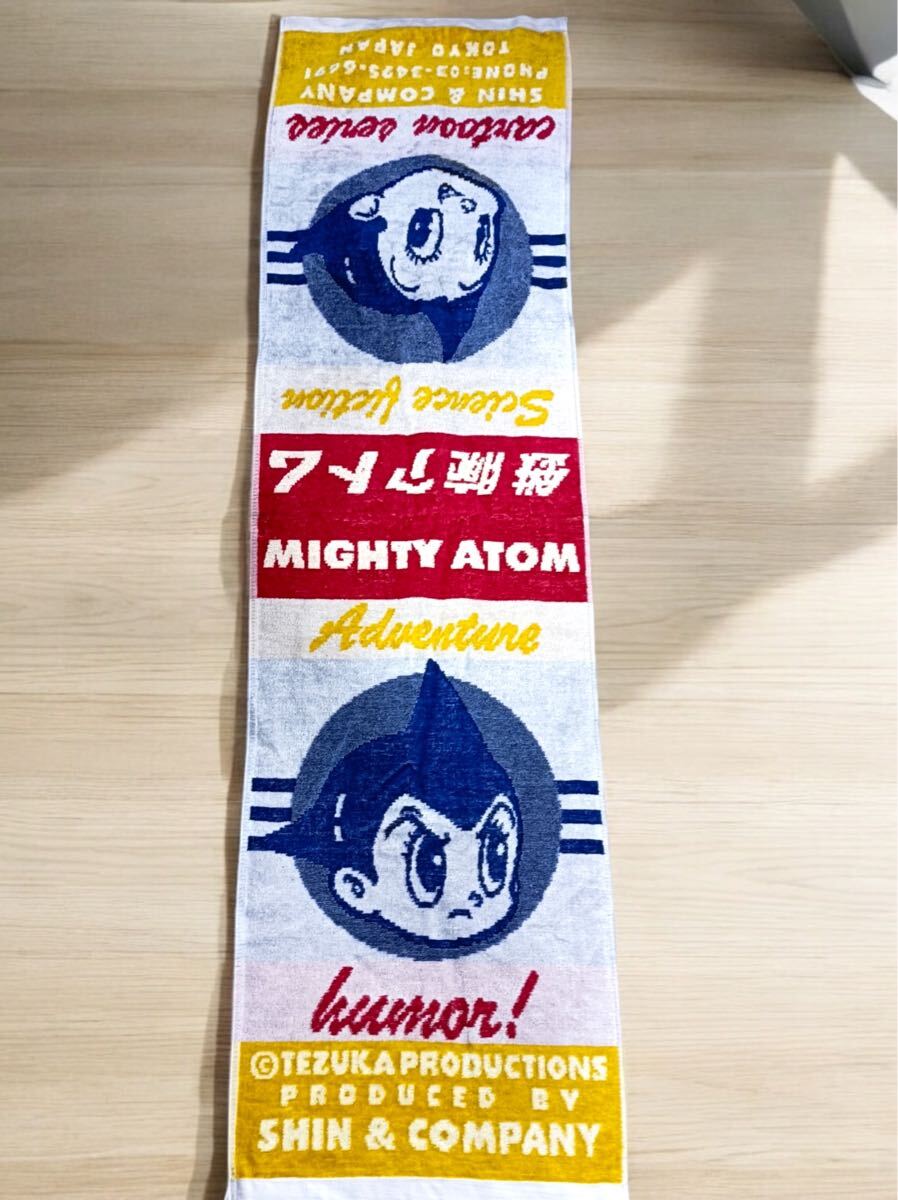 SHIN & COMPANY
PHONE:03-3425
TOKYO JAPAN
cartoon series
Science fiction
鉄腕アトム
MIGHTY ATOM
Adventure
humor!
©TEZUKA PRODUCTIONS
PRODUCED BY
SHIN & COMPANY